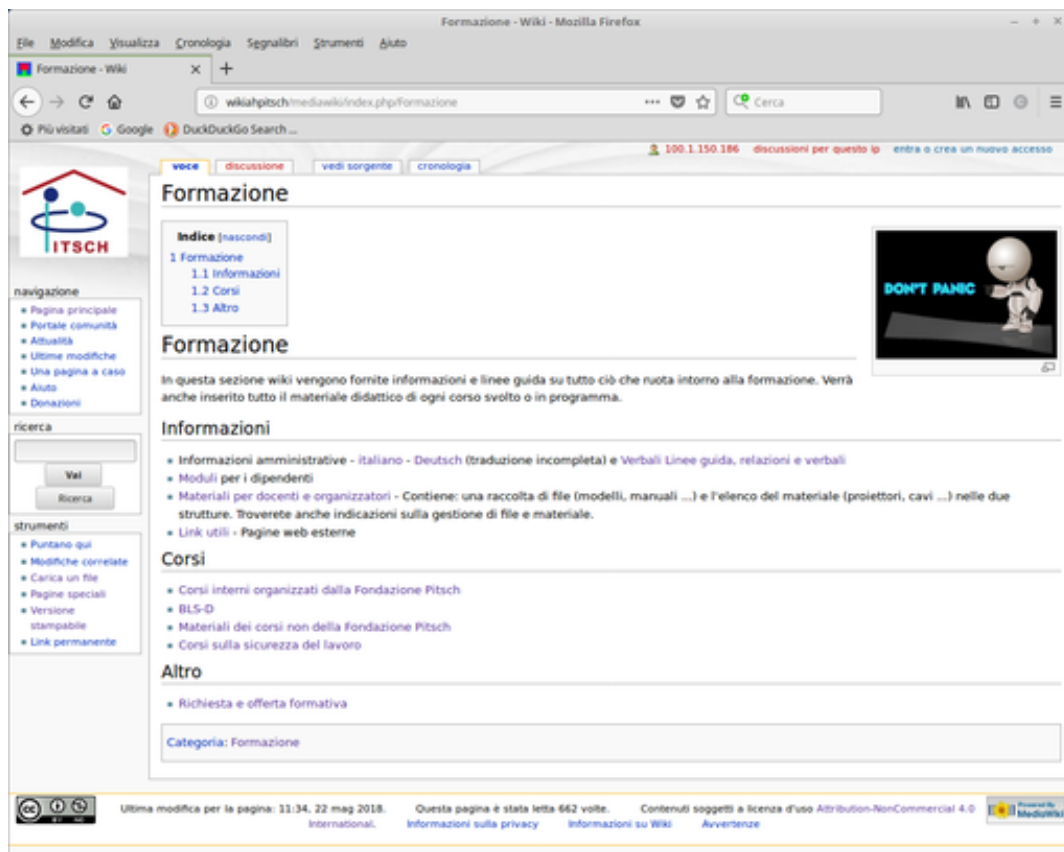 Formazione - Wiki - Mozilla Firefox
File Modifica Visualizza Cronologia Segnalibri Strumenti Aiuto
Formazione - Wiki
wikiahpitsch/mediawiki/index.php/Formazione
Cerca
Più visitati Google DuckDuckGo Search ...
100.1.150.186 discussioni per questo ip entra o crea un nuovo accesso
voce discussione vedi sorgente cronologia
PITSCH
Formazione
Indice [nascondi]
1 Formazione
1.1 Informazioni
1.2 Corsi
1.3 Altro
DON'T PANIC
navigazione
Pagina principale
Portale comunità
Attualità
Ultime modifiche
Una pagina a caso
Aiuto
Donazioni
ricerca
Vai
Ricerca
strumenti
Puntano qui
Modifiche correlate
Carica un file
Pagine speciali
Versione
stampabile
Link permanente
Formazione
In questa sezione wiki vengono fornite informazioni e linee guida su tutto ciò che ruota intorno alla formazione. Verrà
anche inserito tutto il materiale didattico di ogni corso svolto o in programma.
Informazioni
Informazioni amministrative - italiano - Deutsch (traduzione incompleta) e Verbali Linee guida, relazioni e verbali
Moduli per i dipendenti
Materiali per docenti e organizzatori - Contiene: una raccolta di file (modelli, manuali ...) e l'elenco del materiale (proiettori, cavi ...) nelle due
strutture. Troverete anche indicazioni sulla gestione di file e materiale.
Link utili - Pagine web esterne
Corsi
Corsi interni organizzati dalla Fondazione Pitsch
BLS-D
Materiali dei corsi non della Fondazione Pitsch
Corsi sulla sicurezza del lavoro
Altro
Richiesta e offerta formativa
Categoria: Formazione
cc BY NC
Ultima modifica per la pagina: 11:34, 22 mag 2018. Questa pagina è stata letta 662 volte. Contenuti soggetti a licenza d'uso Attribution-NonCommercial 4.0
International. Informazioni sulla privacy Informazioni su Wiki Avvertenze
Powered By
MediaWiki